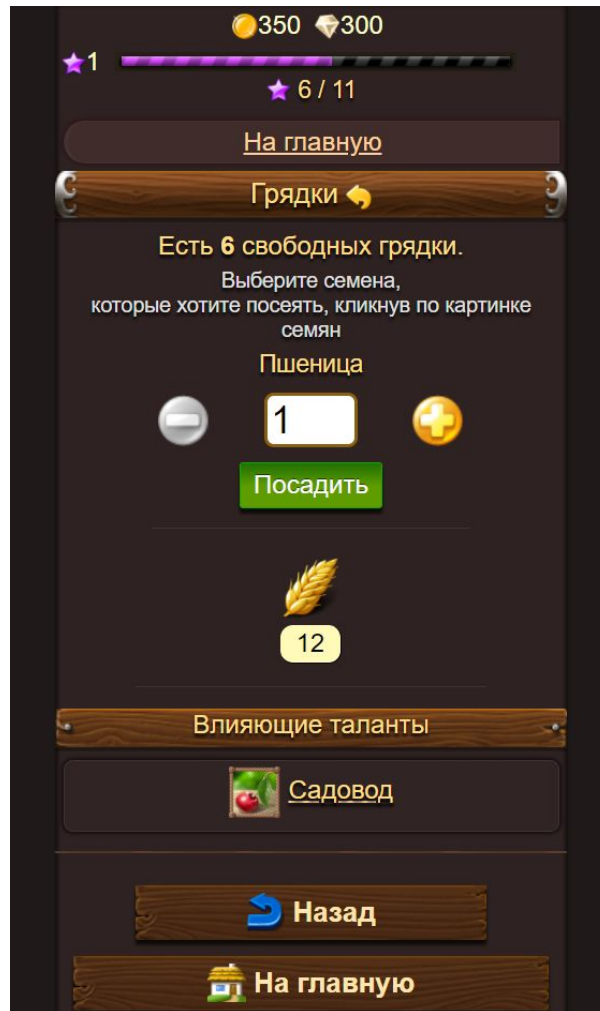 350 300
1
6 / 11
На главную
Грядки
Есть 6 свободных грядки.
Выберите семена,
которые хотите посеять, кликнув по картинке
семян
Пшеница
1
Посадить
12
Влияющие таланты
Садовод
Назад
На главную